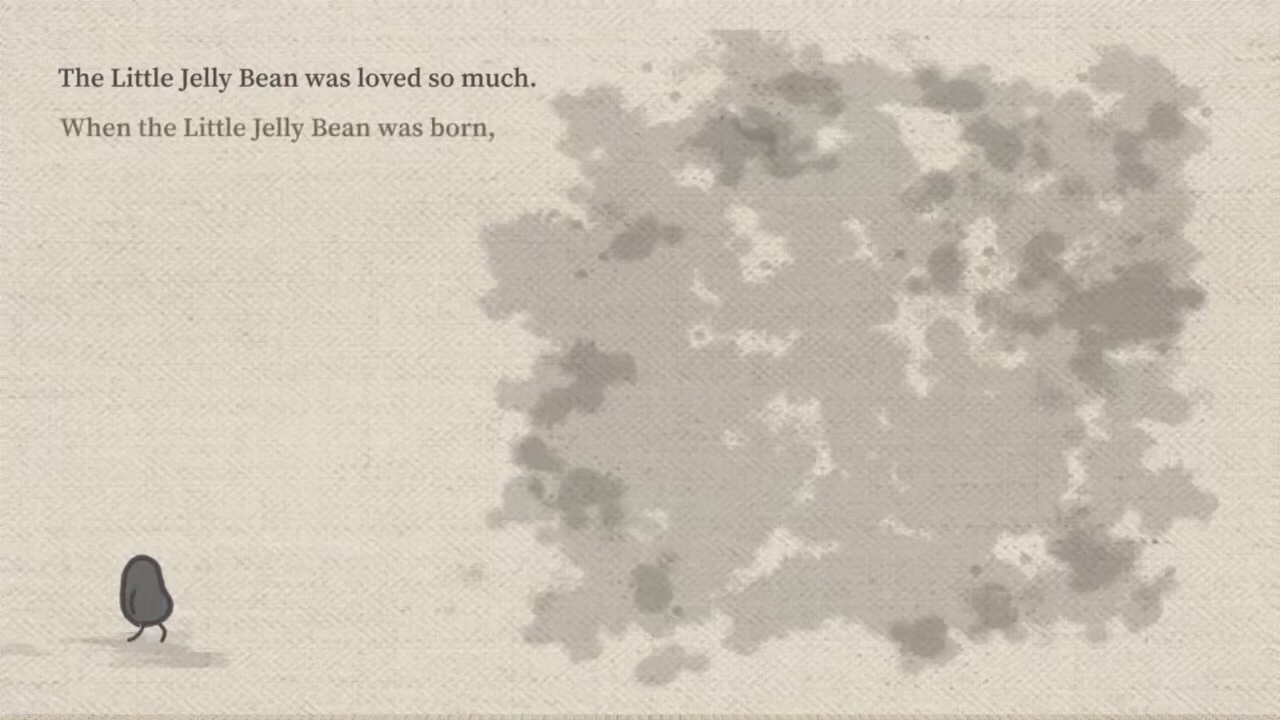 The Little Jelly Bean was loved so much.
When the Little Jelly Bean was born,